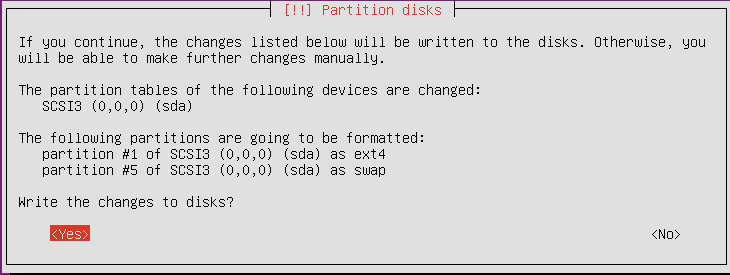 [!!] Partition disks
If you continue, the changes listed below will be written to the disks. Otherwise, you
will be able to make further changes manually.
The partition tables of the following devices are changed:
SCSI3 (0,0,0) (sda)
The following partitions are going to be formatted:
partition #1 of SCSI3 (0,0,0) (sda) as ext4
partition #5 of SCSI3 (0,0,0) (sda) as swap
Write the changes to disks?
<Yes> <No>